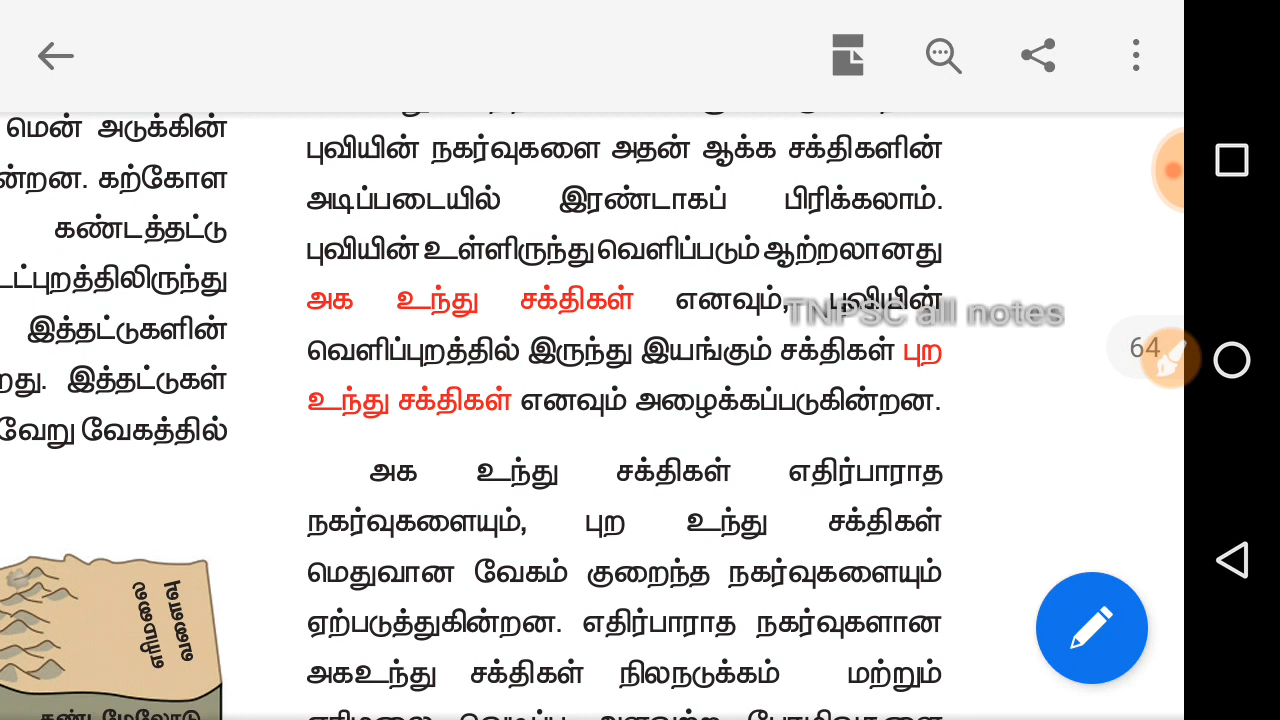 மென் அடுக்கின்
ன்றன. கற்கோள
கண்டத்தட்டு
டப்புறத்திலிருந்து
இத்தட்டுகளின்
றது. இத்தட்டுகள்
வேறு வேகத்தில்
எரிமலை
வளைவு
புவியின் நகர்வுகளை அதன் ஆக்க சக்திகளின்
அடிப்படையில் இரண்டாகப் பிரிக்கலாம்.
புவியின் உள்ளிருந்து வெளிப்படும் ஆற்றலானது
அக உந்து சக்திகள் எனவும், புவியின்
வெளிப்புறத்தில் இருந்து இயங்கும் சக்திகள் புற
உந்து சக்திகள் எனவும் அழைக்கப்படுகின்றன.
அக உந்து சக்திகள் எதிர்பாராத
நகர்வுகளையும், புற உந்து சக்திகள்
மெதுவான வேகம் குறைந்த நகர்வுகளையும்
ஏற்படுத்துகின்றன. எதிர்பாராத நகர்வுகளான
அகஉந்து சக்திகள் நிலநடுக்கம் மற்றும்
TNPSC all notes
64